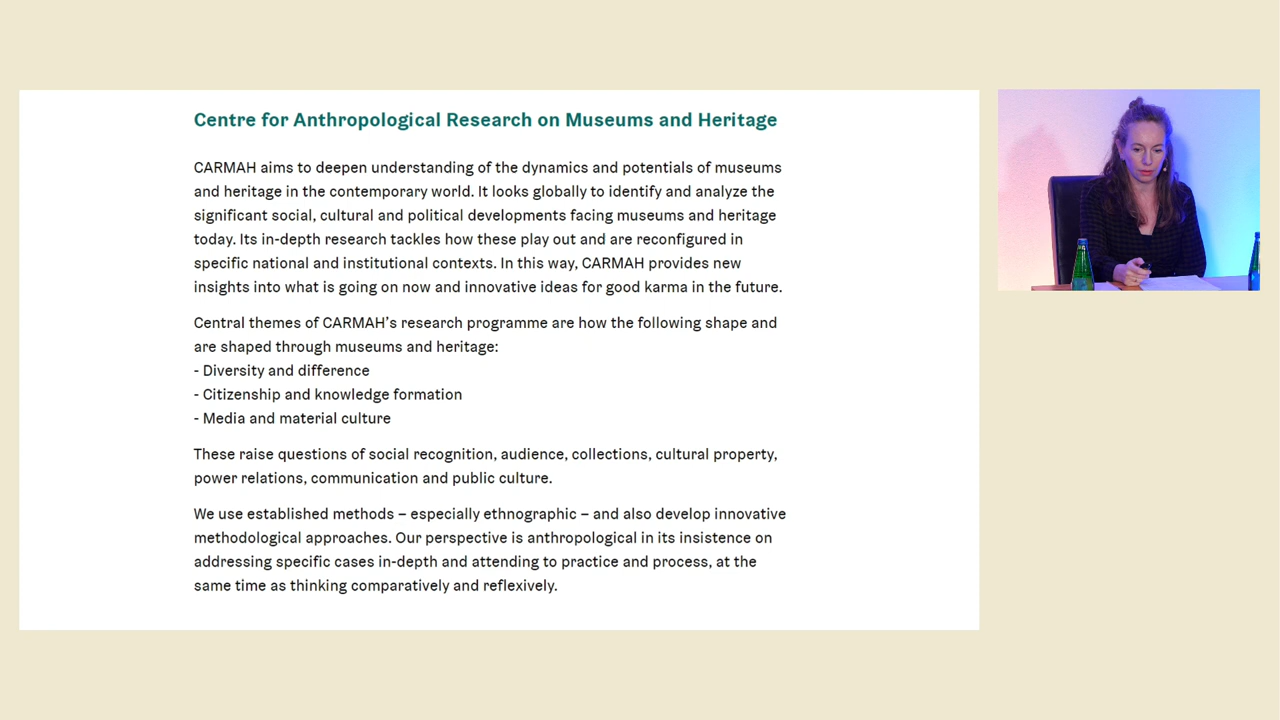 Centre for Anthropological Research on Museums and Heritage
CARMAH aims to deepen understanding of the dynamics and potentials of museums
and heritage in the contemporary world. It looks globally to identify and analyze the
significant social, cultural and political developments facing museums and heritage
today. Its in-depth research tackles how these play out and are reconfigured in
specific national and institutional contexts. In this way, CARMAH provides new
insights into what is going on now and innovative ideas for good karma in the future.
Central themes of CARMAH’s research programme are how the following shape and
are shaped through museums and heritage:
- Diversity and difference
- Citizenship and knowledge formation
- Media and material culture
These raise questions of social recognition, audience, collections, cultural property,
power relations, communication and public culture.
We use established methods – especially ethnographic – and also develop innovative
methodological approaches. Our perspective is anthropological in its insistence on
addressing specific cases in-depth and attending to practice and process, at the
same time as thinking comparatively and reflexively.